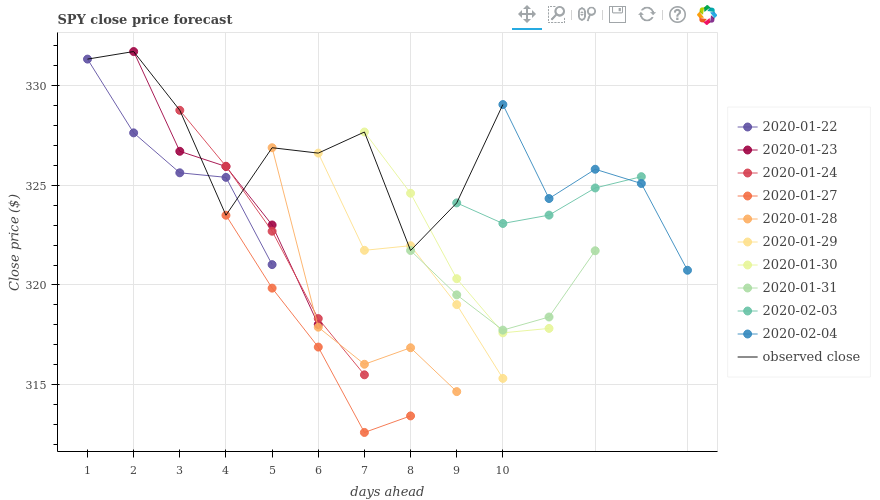 SPY close price forecast
330
325
320
315
Close price ($)
1 2 3 4 5 6 7 8 9 10
days ahead
2020-01-22
2020-01-23
2020-01-24
2020-01-27
2020-01-28
2020-01-29
2020-01-30
2020-01-31
2020-02-03
2020-02-04
observed close